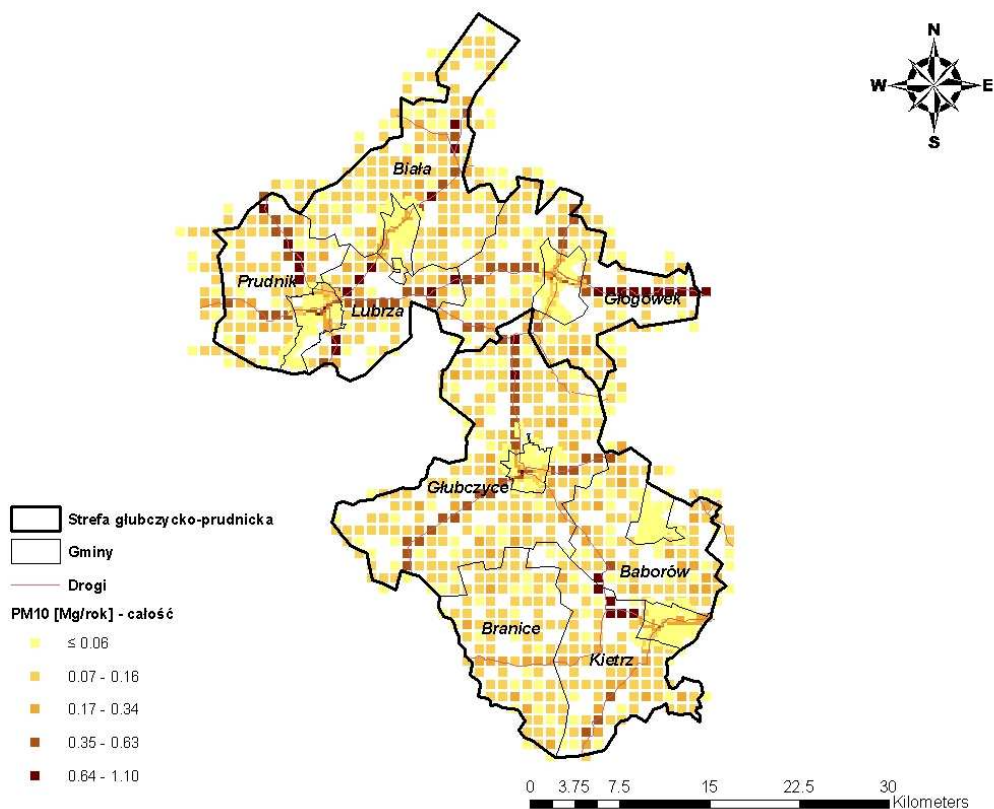 N
W E
S
Biała
Prudnik
Lubrza
Głogówek
Głubczyce
Baborów
Branice
Kietrz
Strefa głubczycko-prudnicka
Gminy
Drogi
PM10 [Mg/rok] - całość
≤ 0.06
0.07 - 0.16
0.17 - 0.34
0.35 - 0.63
0.64 - 1.10
0 3.75 7.5 15 22.5 30
Kilometers